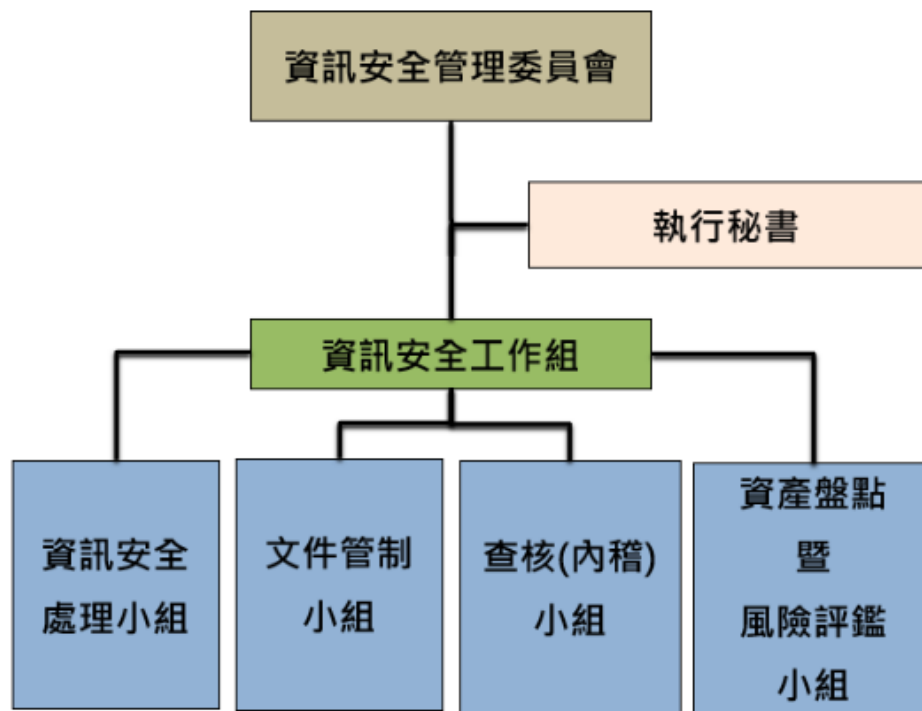 資訊安全管理委員會
執行秘書
資訊安全工作組
資訊安全
處理小組
文件管制
小組
查核(內稽)
小組
資產盤點
暨
風險評鑑
小組